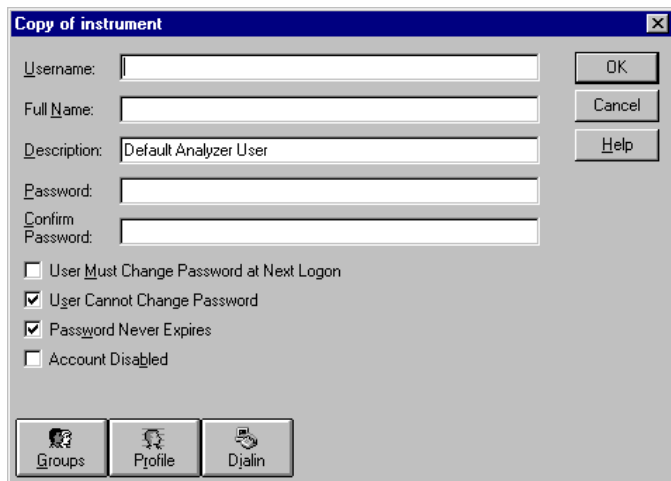 Copy of instrument
Username:
OK
Full Name:
Cancel
Description: Default Analyzer User
Help
Password:
Confirm
Password:
User Must Change Password at Next Logon
User Cannot Change Password
Password Never Expires
Account Disabled
Groups Profile Dialin